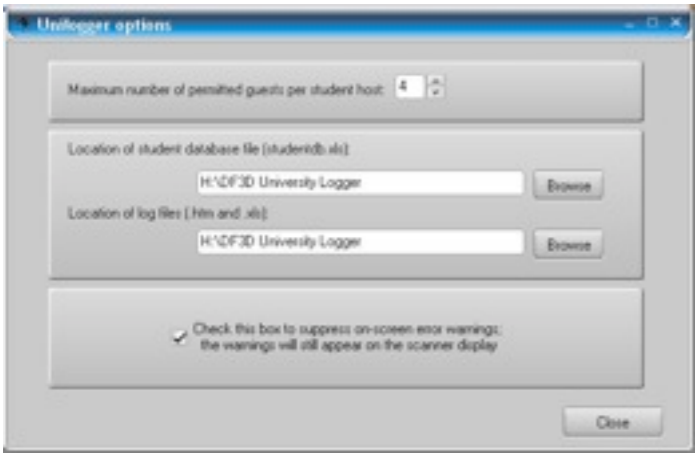 Unilogger options
Maximum number of permitted guests per student host: 4
Location of student database file (studentdb.xls):
H:\DF3D University Logger
Browse
Location of log files (.htm and .xls):
H:\DF3D University Logger
Browse
Check this box to suppress on-screen error warnings;
the warnings will still appear on the scanner display
Close